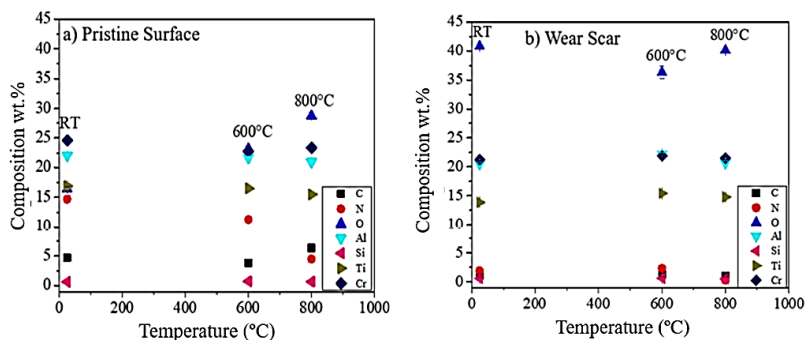 a) Pristine Surface
RT
600°C
800°C
45
40
35
30
25
20
15
10
5
0
Composition wt.%
0
200
400
600
800
1000
Temperature (ºC)
C
N
O
Al
Si
Ti
Cr
b) Wear Scar
RT
600°C
800°C
45
40
35
30
25
20
15
10
5
0
Composition wt.%
0
200
400
600
800
1000
Temperature (ºC)
C
N
O
Al
Si
Ti
Cr